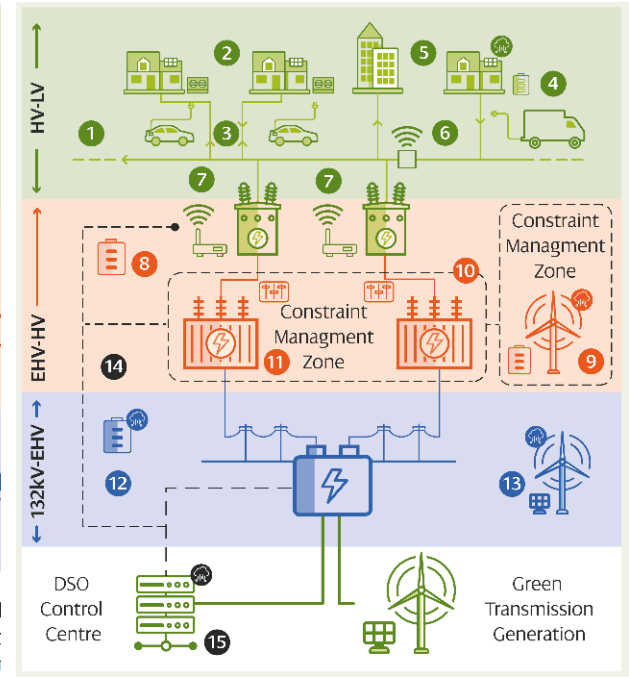 HV-LV
1
2
3
4
5
6
7
7
EHV-HV
8
Constraint
Managment
Zone
9
10
Constraint
Managment
Zone
11
14
132kV-EHV
12
13
DSO
Control
Centre
15
Green
Transmission
Generation